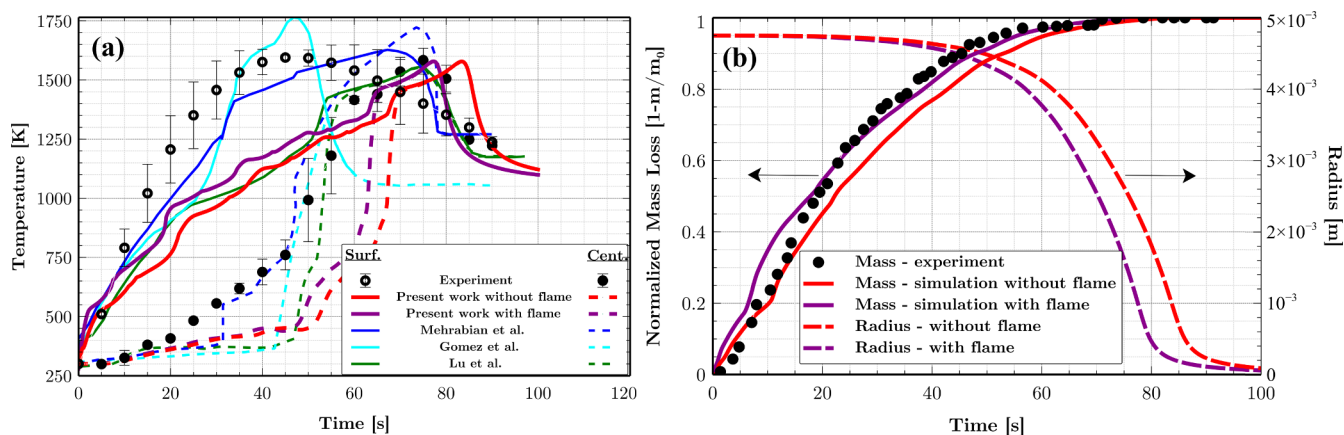 (a)
Temperature [K]
1750
1500
1250
1000
750
500
250
0 20 40 60 80 100 120
Time [s]
Surf. Cent.
Experiment
Present work without flame
Present work with flame
Mehrabian et al.
Gomez et al.
Lu et al.
(b)
Normalized Mass Loss [1-m/m0]
1
0.8
0.6
0.4
0.2
0
0 20 40 60 80 100
Time [s]
Radius [m]
5×10⁻³
4×10⁻³
3×10⁻³
2×10⁻³
10⁻³
0
Mass - experiment
Mass - simulation without flame
Mass - simulation with flame
Radius - without flame
Radius - with flame